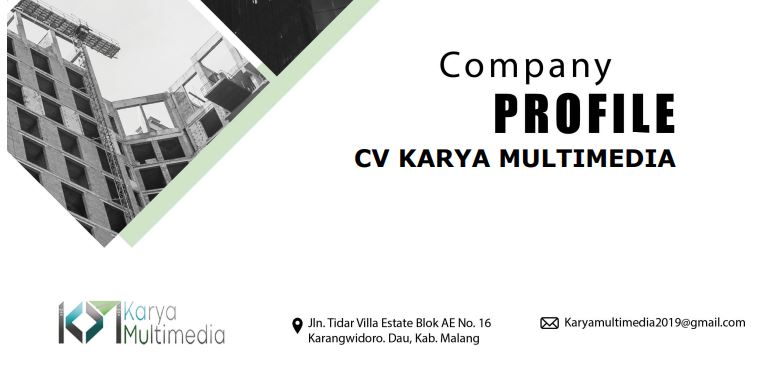 Company
PROFILE
CV KARYA MULTIMEDIA
Karya
Multimedia
Jln. Tidar Villa Estate Blok AE No. 16
Karangwidoro. Dau, Kab. Malang
Karyamultimedia2019@gmail.com